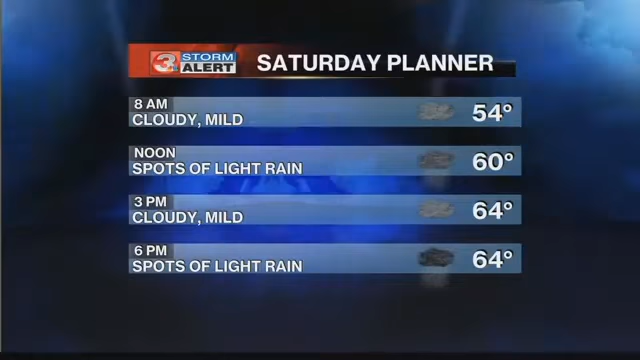 3 STORM ALERT SATURDAY PLANNER
8 AM
CLOUDY, MILD 54°
NOON
SPOTS OF LIGHT RAIN 60°
3 PM
CLOUDY, MILD 64°
6 PM
SPOTS OF LIGHT RAIN 64°